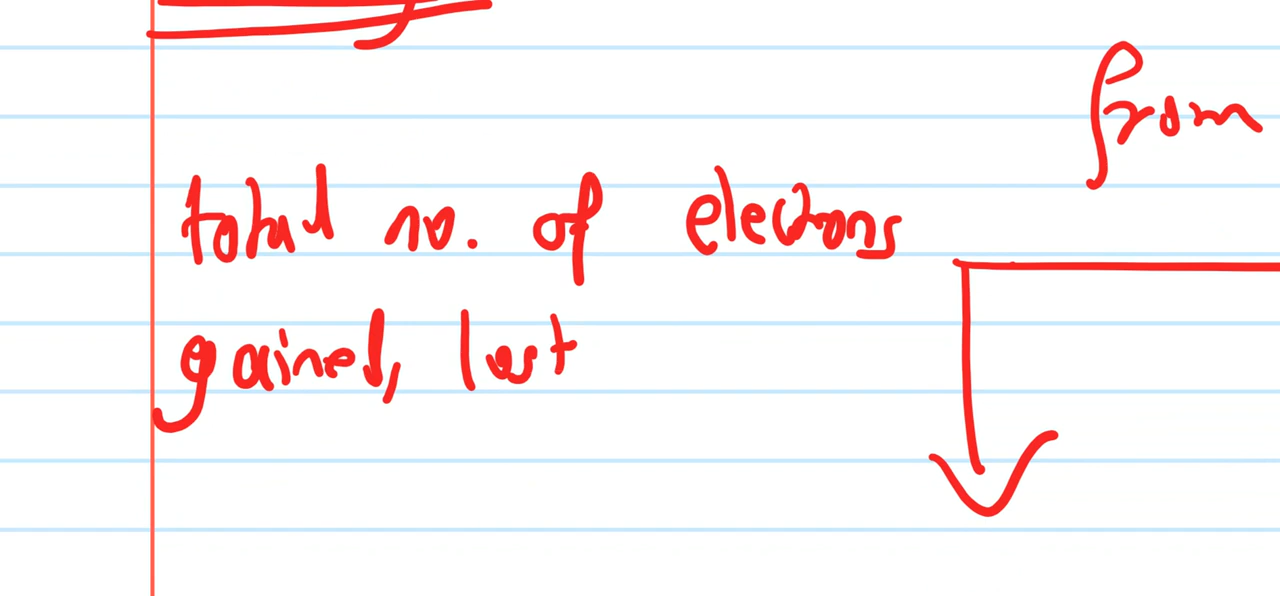 total no. of electrons
gained, lost
from